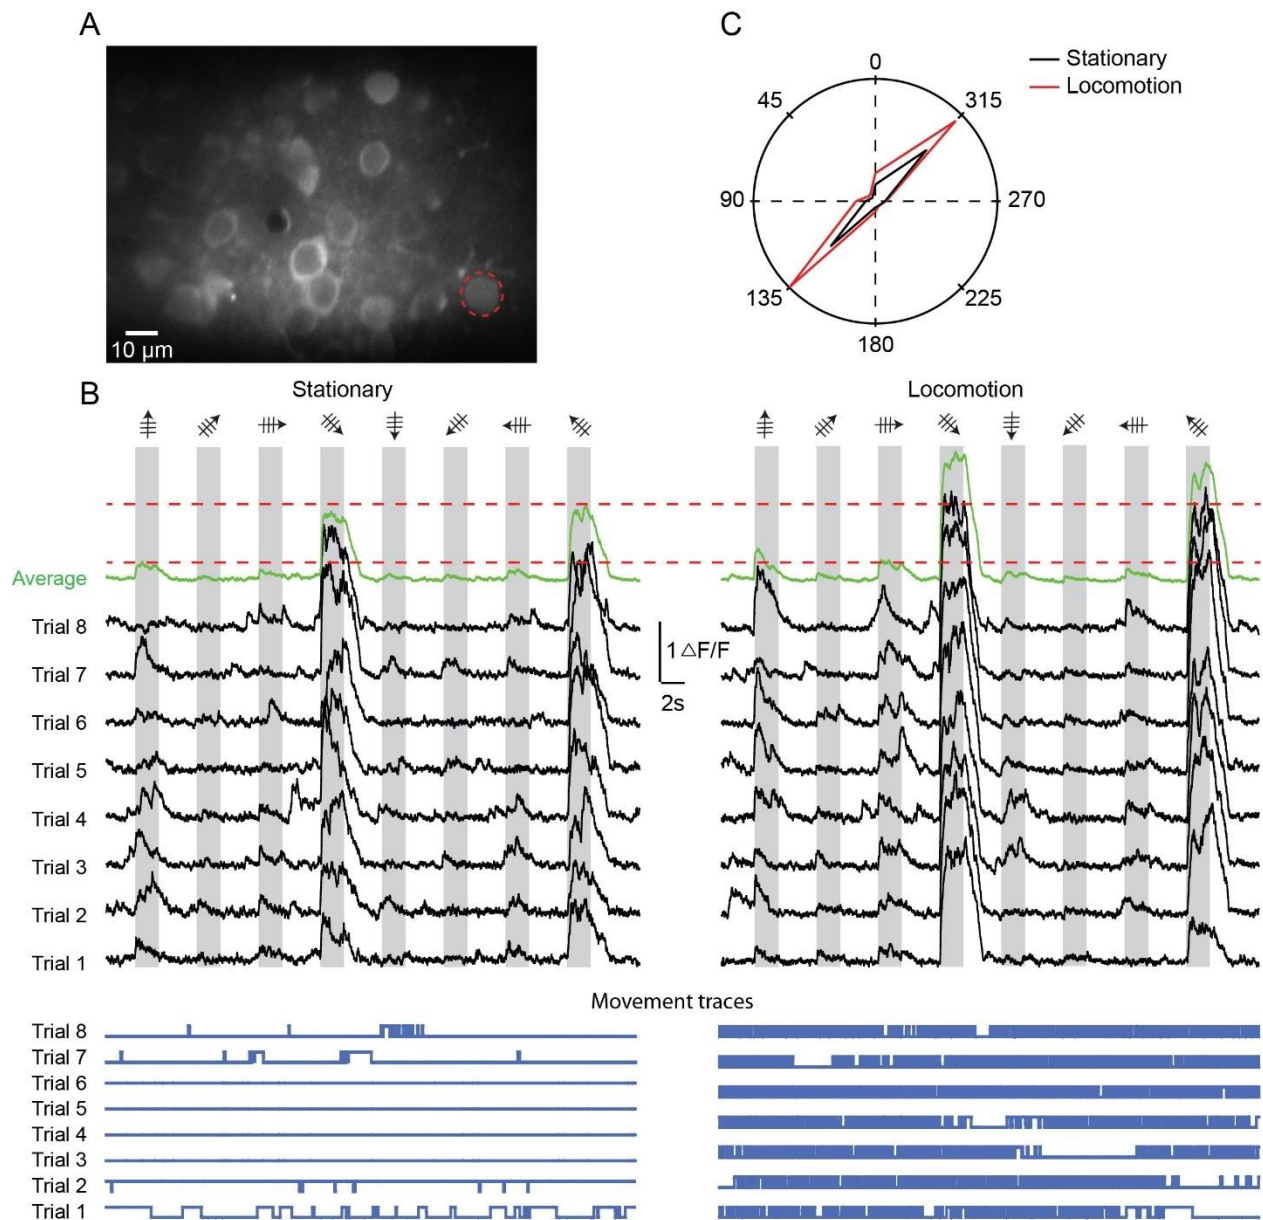 A
10 µm
C
Stationary
Locomotion
0
45
315
90
270
135
225
180
B
Stationary
Locomotion
Average
Trial 8
Trial 7
Trial 6
Trial 5
Trial 4
Trial 3
Trial 2
Trial 1
1 △F/F
2s
Movement traces
Trial 8
Trial 7
Trial 6
Trial 5
Trial 4
Trial 3
Trial 2
Trial 1